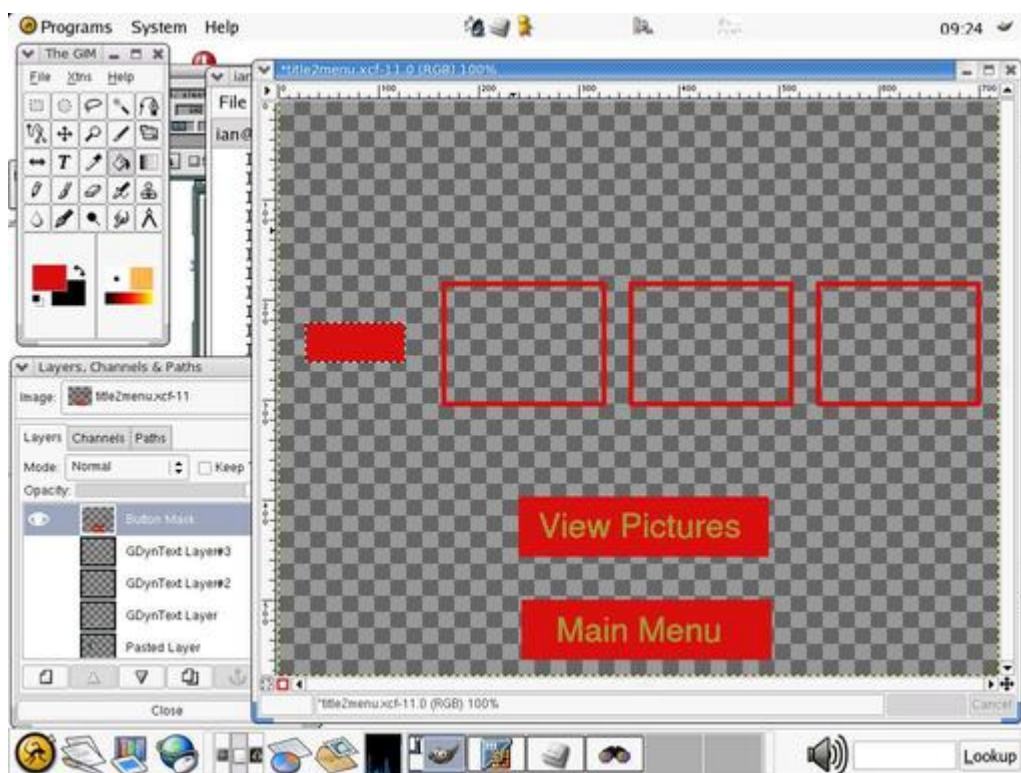 Programs System Help
09:24
The GIM
File Xtns Help
File
ian@
*title2menu.xcf-11.0 (RGB) 100%
0 100 200 300 400 500 600 700
Layers, Channels & Paths
Image: title2menu.xcf-11
Layers Channels Paths
Mode: Normal Keep
Opacity:
Button Mask
GDynText Layer#3
GDynText Layer#2
GDynText Layer
Pasted Layer
Close
View Pictures
Main Menu
*title2menu.xcf-11.0 (RGB) 100%
Cancel
Lookup